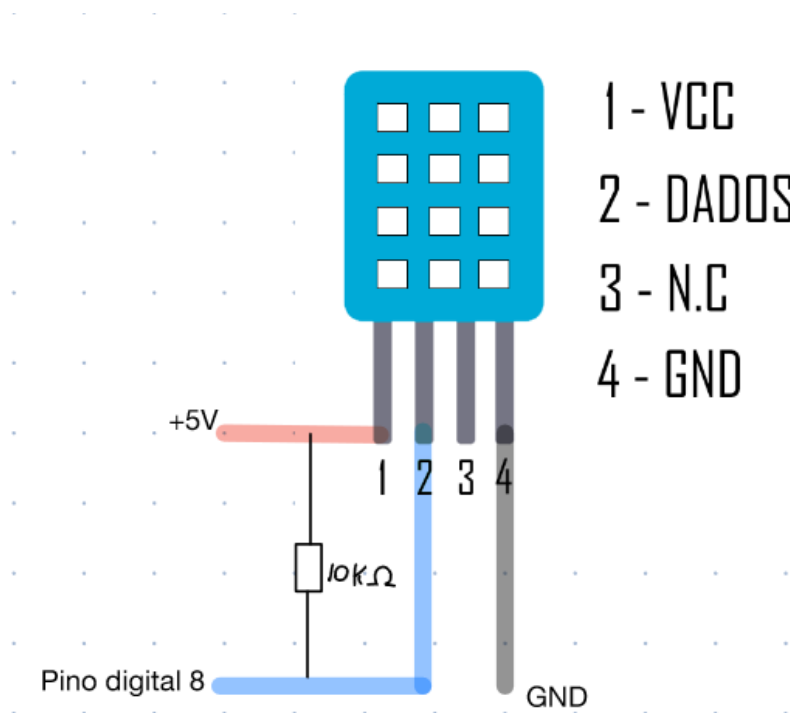 1 - VCC
2 - DADOS
3 - N.C
4 - GND
+5V
1 2 3 4
10kΩ
Pino digital 8
GND